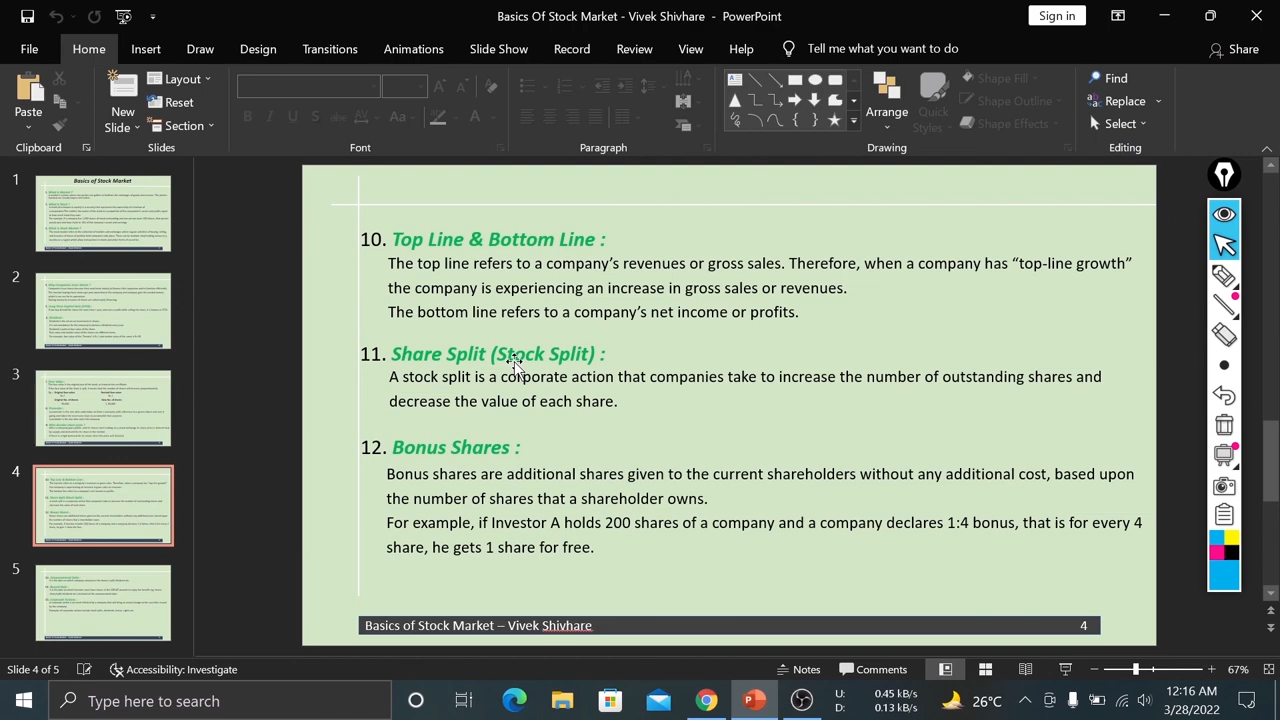 Basics Of Stock Market - Vivek Shivhare - PowerPoint
Sign in
File Home Insert Draw Design Transitions Animations Slide Show Record Review View Help Tell me what you want to do Share
Paste
Clipboard
New Slide
Layout
Reset
Section
Slides
Font
Paragraph
Arrange
Quick Styles
Shape Fill
Shape Outline
Shape Effects
Drawing
Find
Replace
Select
Editing
1
Basics of Stock Market
2
4
5
10. Top Line & Bottom Line :
The top line refers to a company’s revenues or gross sales. Therefore, when a company has “top-line growth”
the company is experiencing an increase in gross sales or revenues.
The bottom line refers to a company’s net income or profits.
11. Share Split (Stock Split) :
A stock split is a corporate action that companies take to increase the number of outstanding shares and
decrease the value of each share.
12. Bonus Shares :
Bonus shares are additional shares given to the current shareholders without any additional cost, based upon
the number of shares that a shareholder owns.
For example, if investor A holds 200 shares of a company and a company declares 1:4 bonus, that is for every 4
share, he gets 1 share for free.
Basics of Stock Market – Vivek Shivhare 4
Slide 4 of 5
Accessibility: Investigate
Notes
Comments
67%
Type here to search
U: 0.45 kB/s
D: 0.13 kB/s
26°C
12:16 AM
3/28/2022